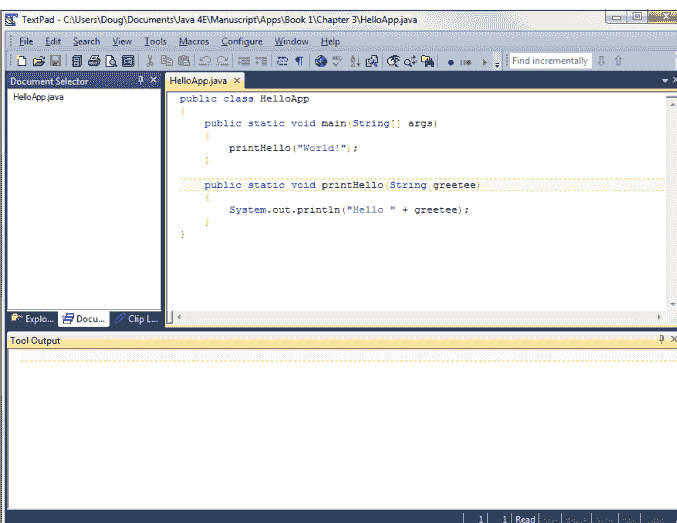 TextPad - C:\Users\Doug\Documents\Java 4E\Manuscript\Apps\Book 1\Chapter 3\HelloApp.java
File Edit Search View Tools Macros Configure Window Help
Find incrementally
Document Selector
HelloApp.java
HelloApp.java
public class HelloApp
{
public static void main(String[] args)
{
printHello("World!");
}
public static void printHello(String greetee)
{
System.out.println("Hello " + greetee);
}
}
Explo... Docu... Clip L...
Tool Output
1 1 Read